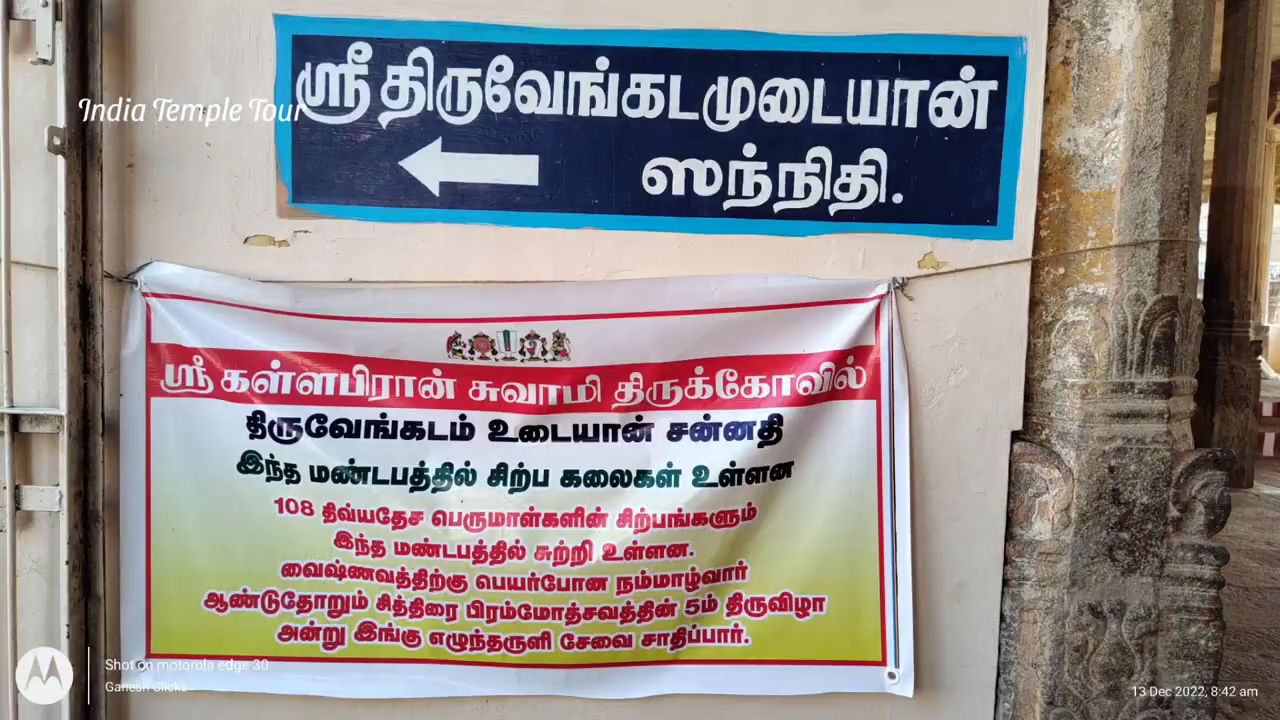 India Temple Tour
ஸ்ரீ திருவேங்கடமுடையான்
ஸந்நிதி.
ஸ்ரீ கள்ளபிரான் சுவாமி திருக்கோவில்
திருவேங்கடம் உடையான் சன்னதி
இந்த மண்டபத்தில் சிற்ப கலைகள் உள்ளன
108 திவ்யதேச பெருமாள்களின் சிற்பங்களும்
இந்த மண்டபத்தில் சுற்றி உள்ளன.
வைஷ்ணவத்திற்கு பெயர்போன நம்மாழ்வார்
ஆண்டுதோறும் சித்திரை பிரம்மோத்சவத்தின் 5ம் திருவிழா
அன்று இங்கு எழுந்தருளி சேவை சாதிப்பார்.
Shot on motorola edge 30
Ganesh Clicks
13 Dec 2022, 8:42 am